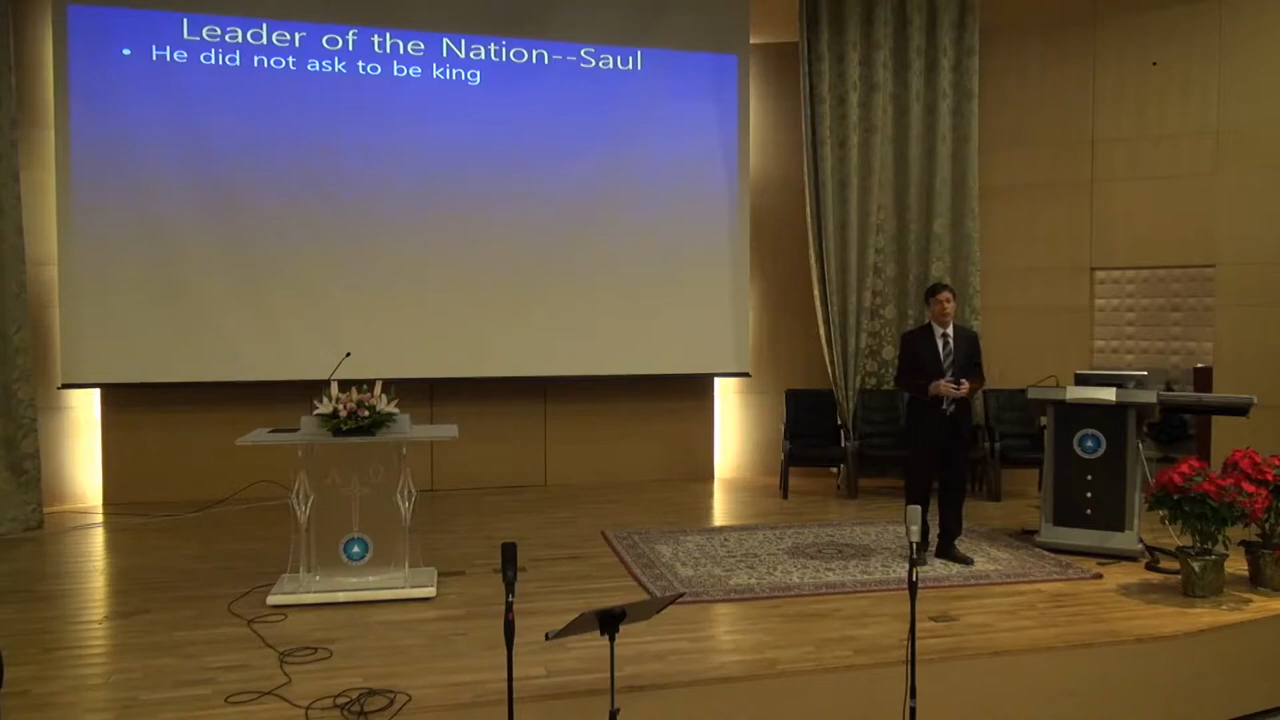 Leader of the Nation--Saul
• He did not ask to be king
Α Ω